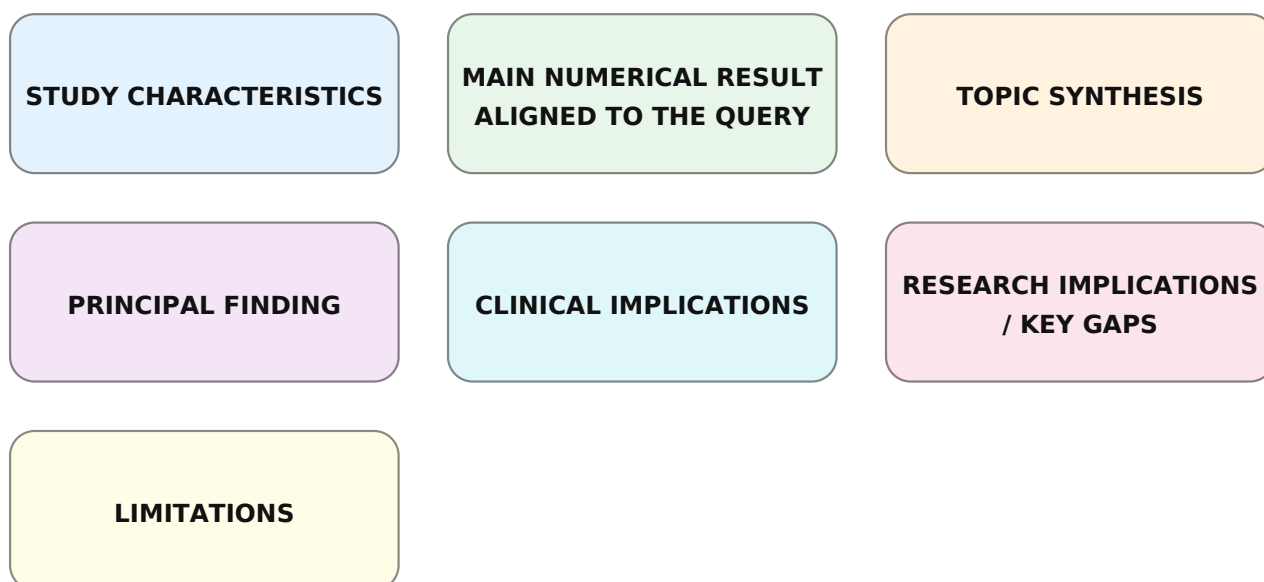 STUDY CHARACTERISTICS
MAIN NUMERICAL RESULT
ALIGNED TO THE QUERY
TOPIC SYNTHESIS
PRINCIPAL FINDING
CLINICAL IMPLICATIONS
RESEARCH IMPLICATIONS
/ KEY GAPS
LIMITATIONS